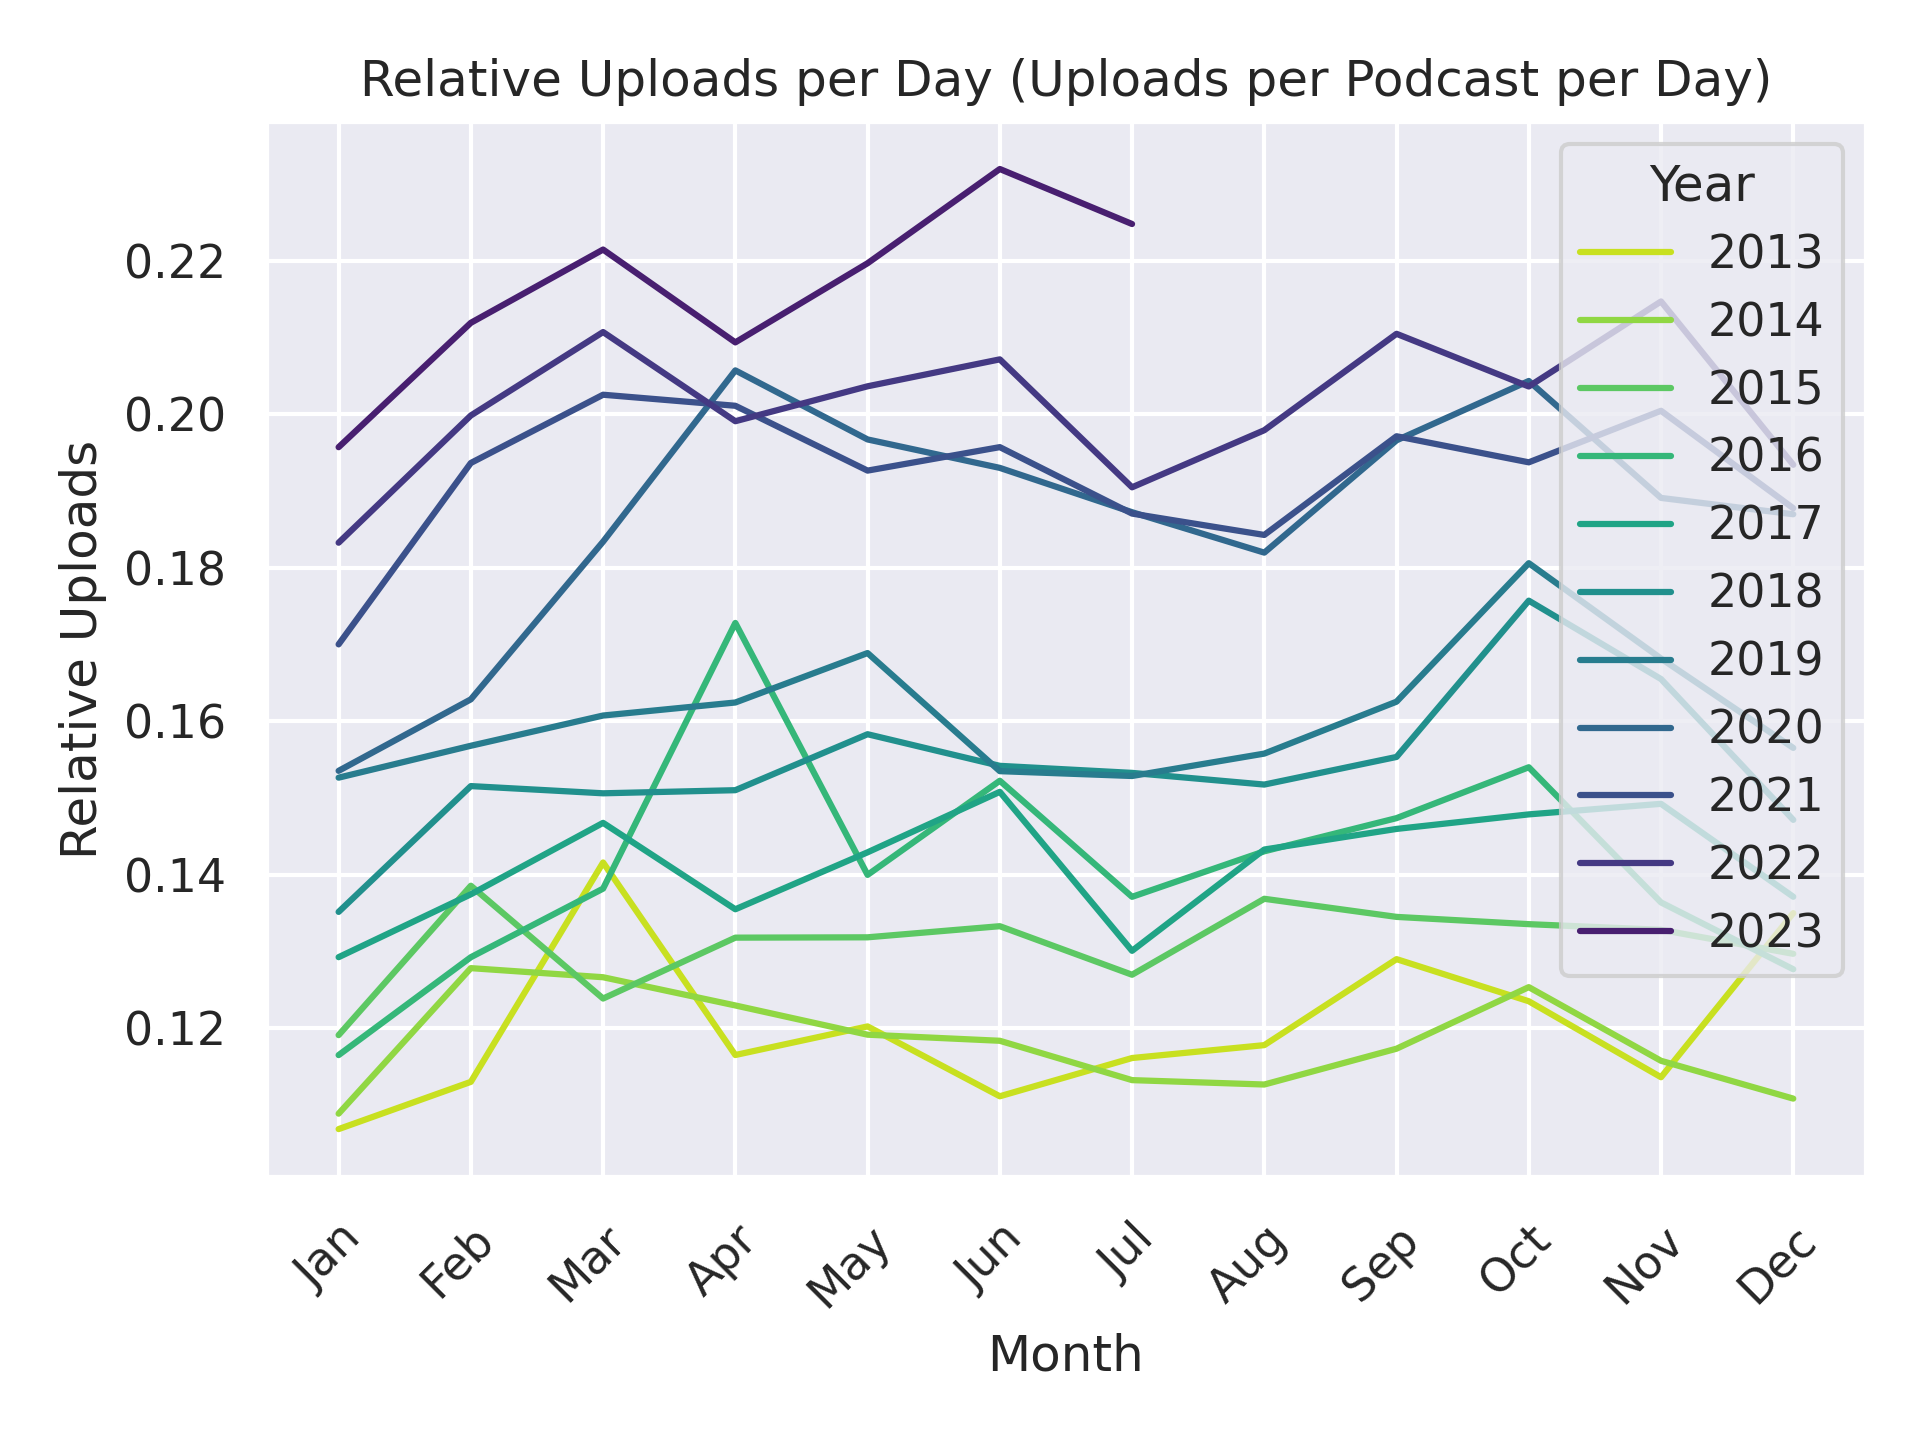 Relative Uploads per Day (Uploads per Podcast per Day)
Year
2013
2014
2015
2016
2017
2018
2019
2020
2021
2022
2023
Relative Uploads
0.22
0.20
0.18
0.16
0.14
0.12
Jan
Feb
Mar
Apr
May
Jun
Jul
Aug
Sep
Oct
Nov
Dec
Month